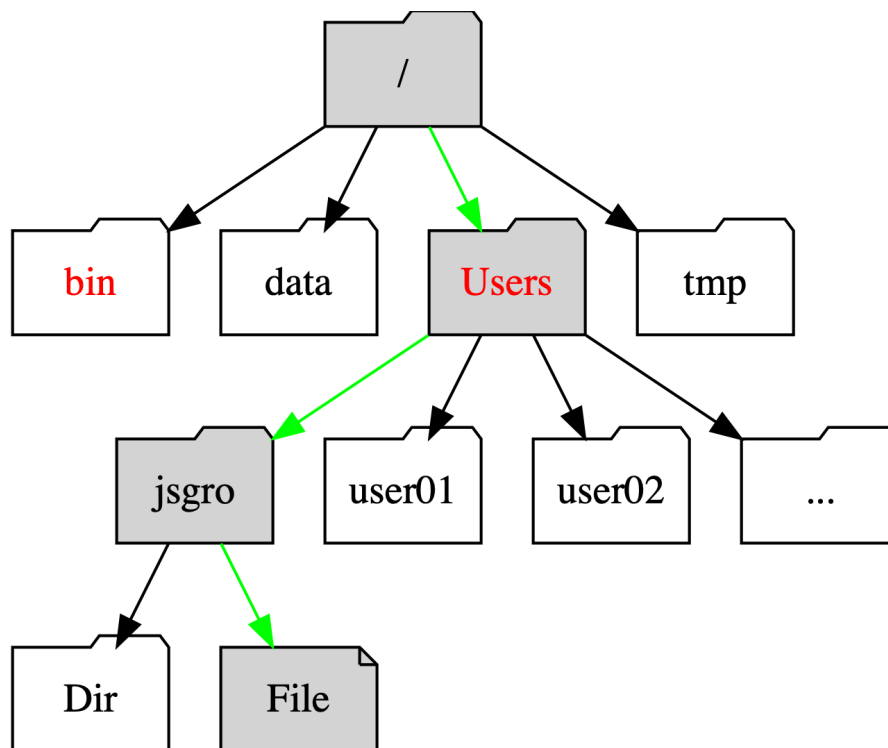 /
bin
data
Users
tmp
jsgro
user01
user02
...
Dir
File